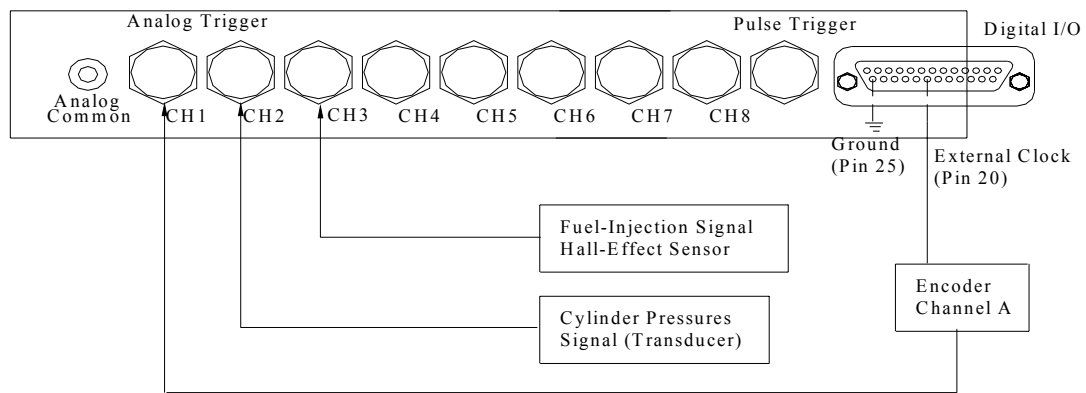 Analog Trigger
Pulse Trigger
Digital I/O
Analog
Common
CH1
CH2
CH3
CH4
CH5
CH6
CH7
CH8
Ground
(Pin 25)
External Clock
(Pin 20)
Fuel-Injection Signal
Hall-Effect Sensor
Encoder
Channel A
Cylinder Pressures
Signal (Transducer)